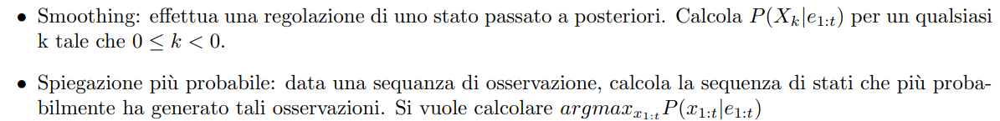 • Smoothing: effettua una regolazione di uno stato passato a posteriori. Calcola $P(X_k|e_{1:t})$ per un qualsiasi
k tale che $0 \leq k < 0$.
• Spiegazione più probabile: data una sequanza di osservazione, calcola la sequenza di stati che più proba-
bilmente ha generato tali osservazioni. Si vuole calcolare $argmax_{x_{1:t}} P(x_{1:t}|e_{1:t})$